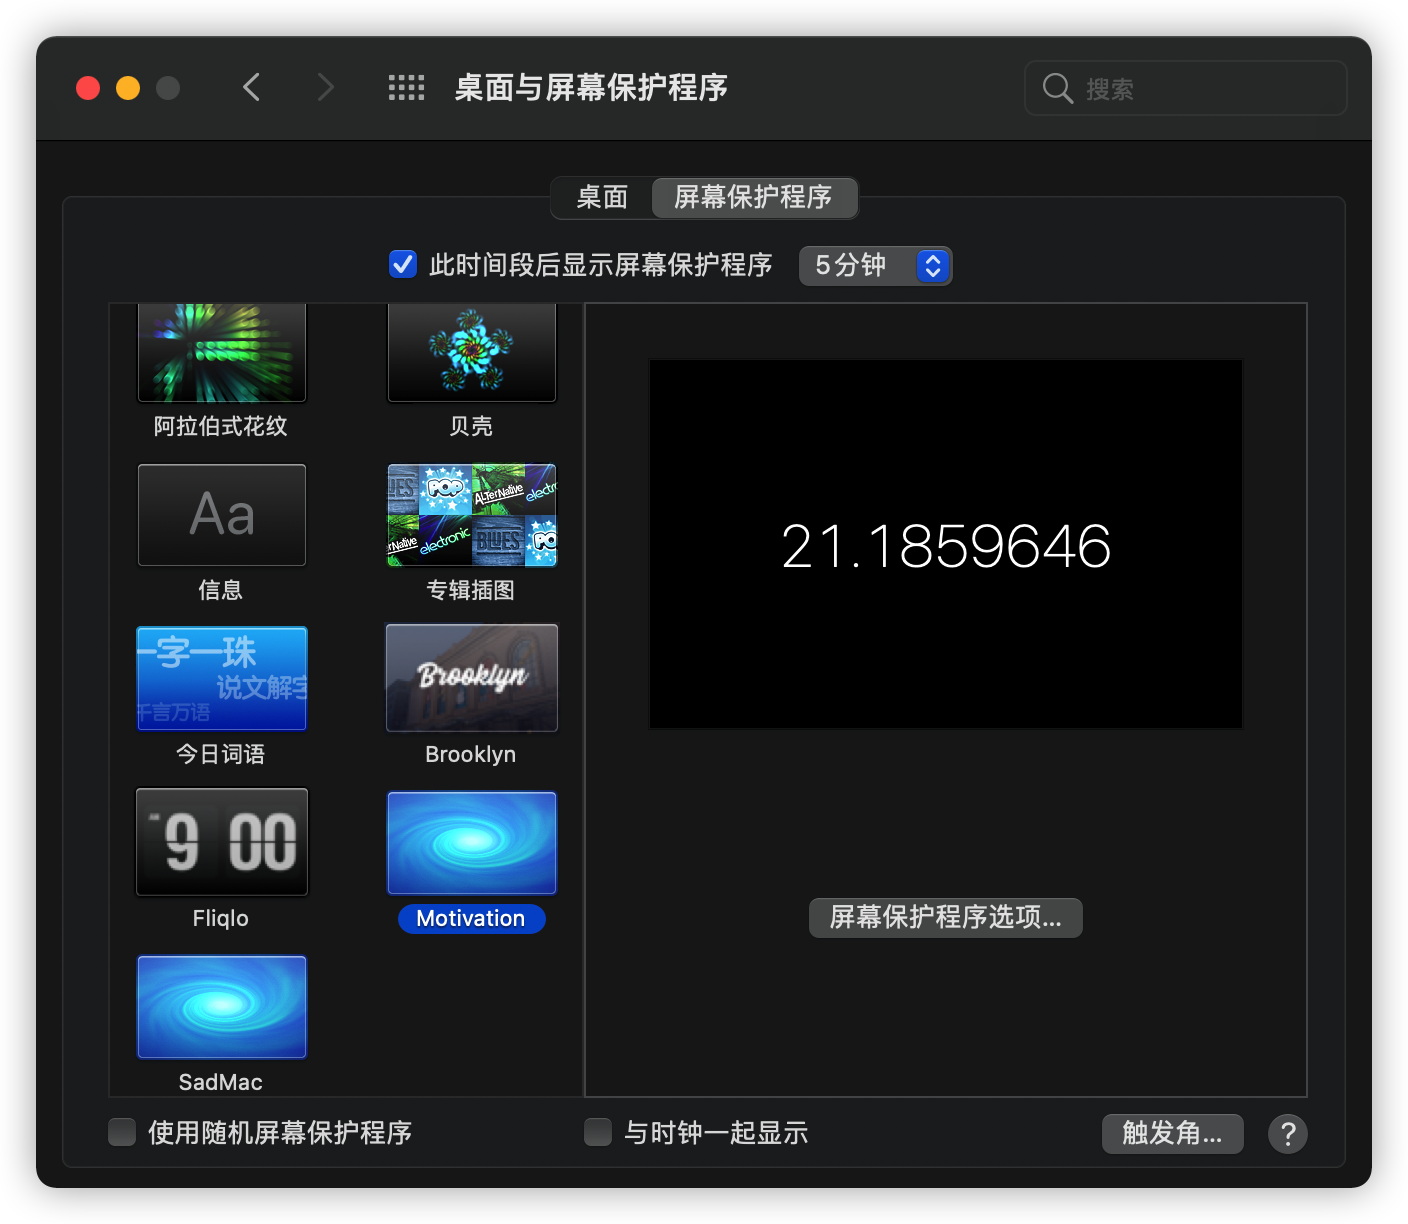 桌面与屏幕保护程序
搜索
桌面
屏幕保护程序
此时间段后显示屏幕保护程序
5分钟
阿拉伯式花纹
贝壳
Aa
信息
UES
POP
ALTerNative
electro
rNative
electronic
BLUES
PO
专辑插图
一字一珠
说文解字
千言万语
今日词语
Brooklyn
Brooklyn
AM
9 00
Fliqlo
Motivation
SadMac
21.1859646
屏幕保护程序选项...
使用随机屏幕保护程序
与时钟一起显示
触发角...
?